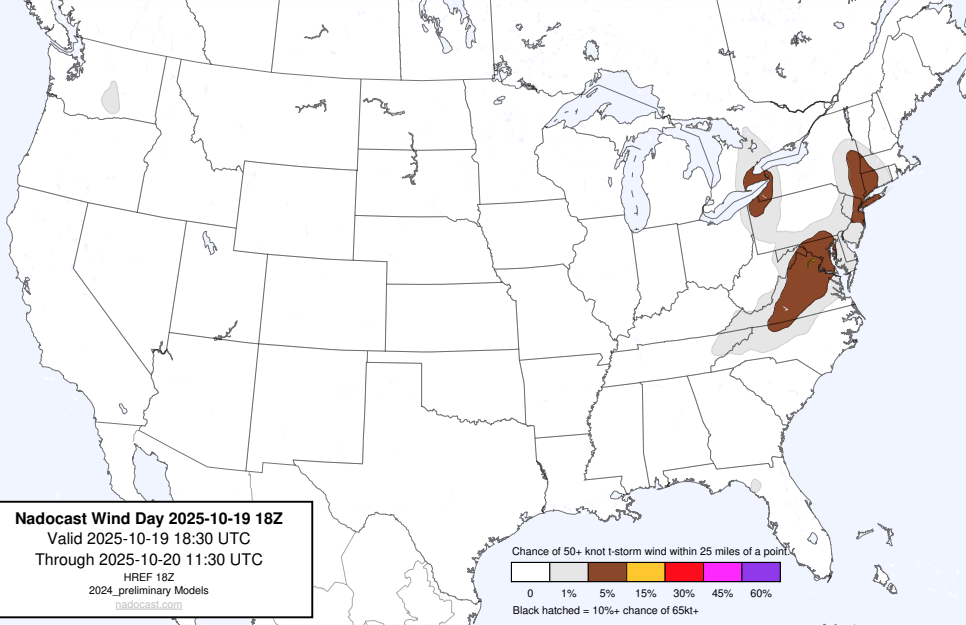 Nadocast Wind Day 2025-10-19 18Z
Valid 2025-10-19 18:30 UTC
Through 2025-10-20 11:30 UTC
HREF 18Z
2024_preliminary Models
nadocast.com
Chance of 50+ knot t-storm wind within 25 miles of a point.
0 1% 5% 15% 30% 45% 60%
Black hatched = 10%+ chance of 65kt+